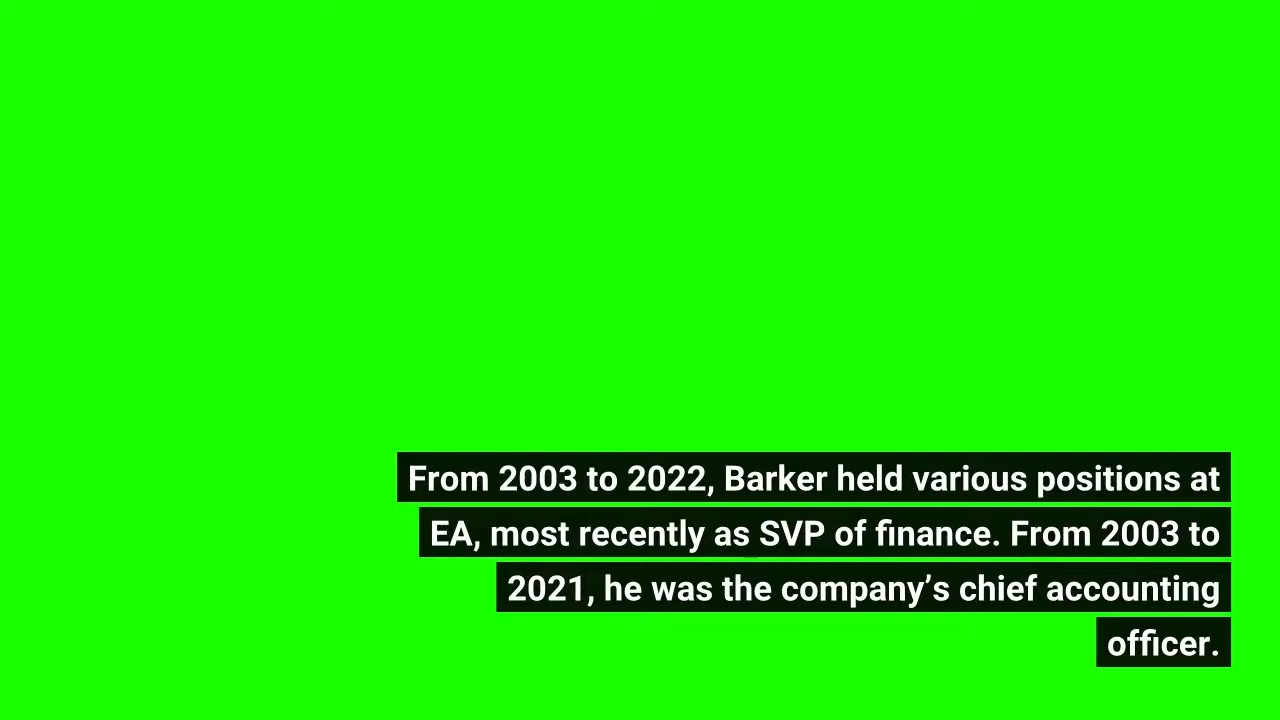 From 2003 to 2022, Barker held various positions at
EA, most recently as SVP of finance. From 2003 to
2021, he was the company’s chief accounting
officer.